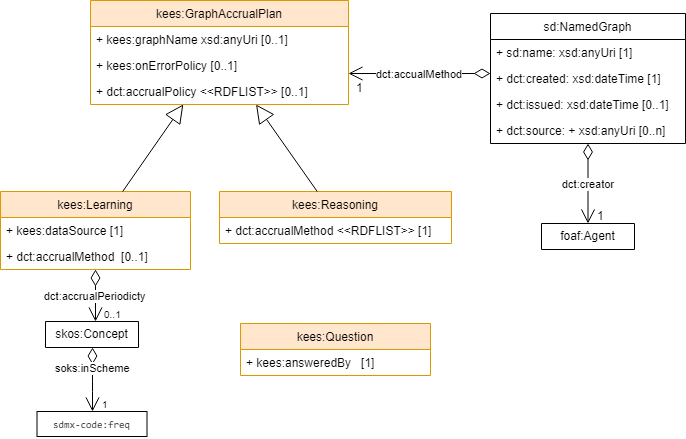 kees:GraphAccrualPlan
+ kees:graphName xsd:anyUri [0..1]
+ kees:onErrorPolicy [0..1]
+ dct:accrualPolicy <<RDFLIST>> [0..1]
sd:NamedGraph
+ sd:name: xsd:anyUri [1]
+ dct:created: xsd:dateTime [1]
+ dct:issued: xsd:dateTime [0..1]
+ dct:source: + xsd:anyUri [0..n]
dct:accualMethod
1
dct:creator
1
foaf:Agent
kees:Learning
+ kees:dataSource [1]
+ dct:accrualMethod [0..1]
kees:Reasoning
+ dct:accrualMethod <<RDFLIST>> [1]
dct:accrualPeriodicty
0..1
skos:Concept
soks:inScheme
1
sdmx-code:freq
kees:Question
+ kees:answeredBy [1]